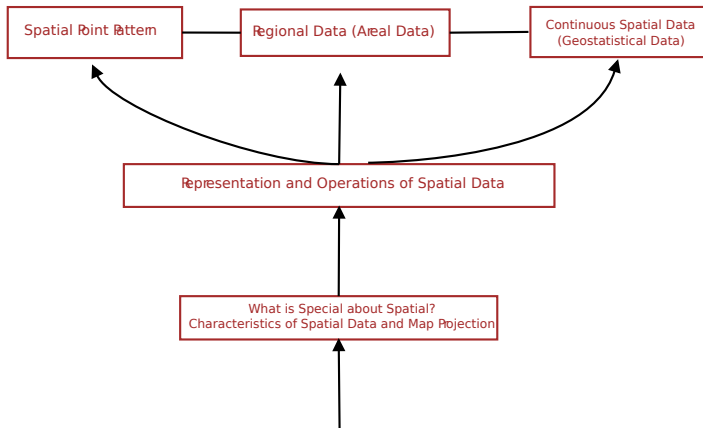 Spatial Point Pattern
Regional Data (Areal Data)
Continuous Spatial Data
(Geostatistical Data)
Representation and Operations of Spatial Data
What is Special about Spatial?
Characteristics of Spatial Data and Map Projection